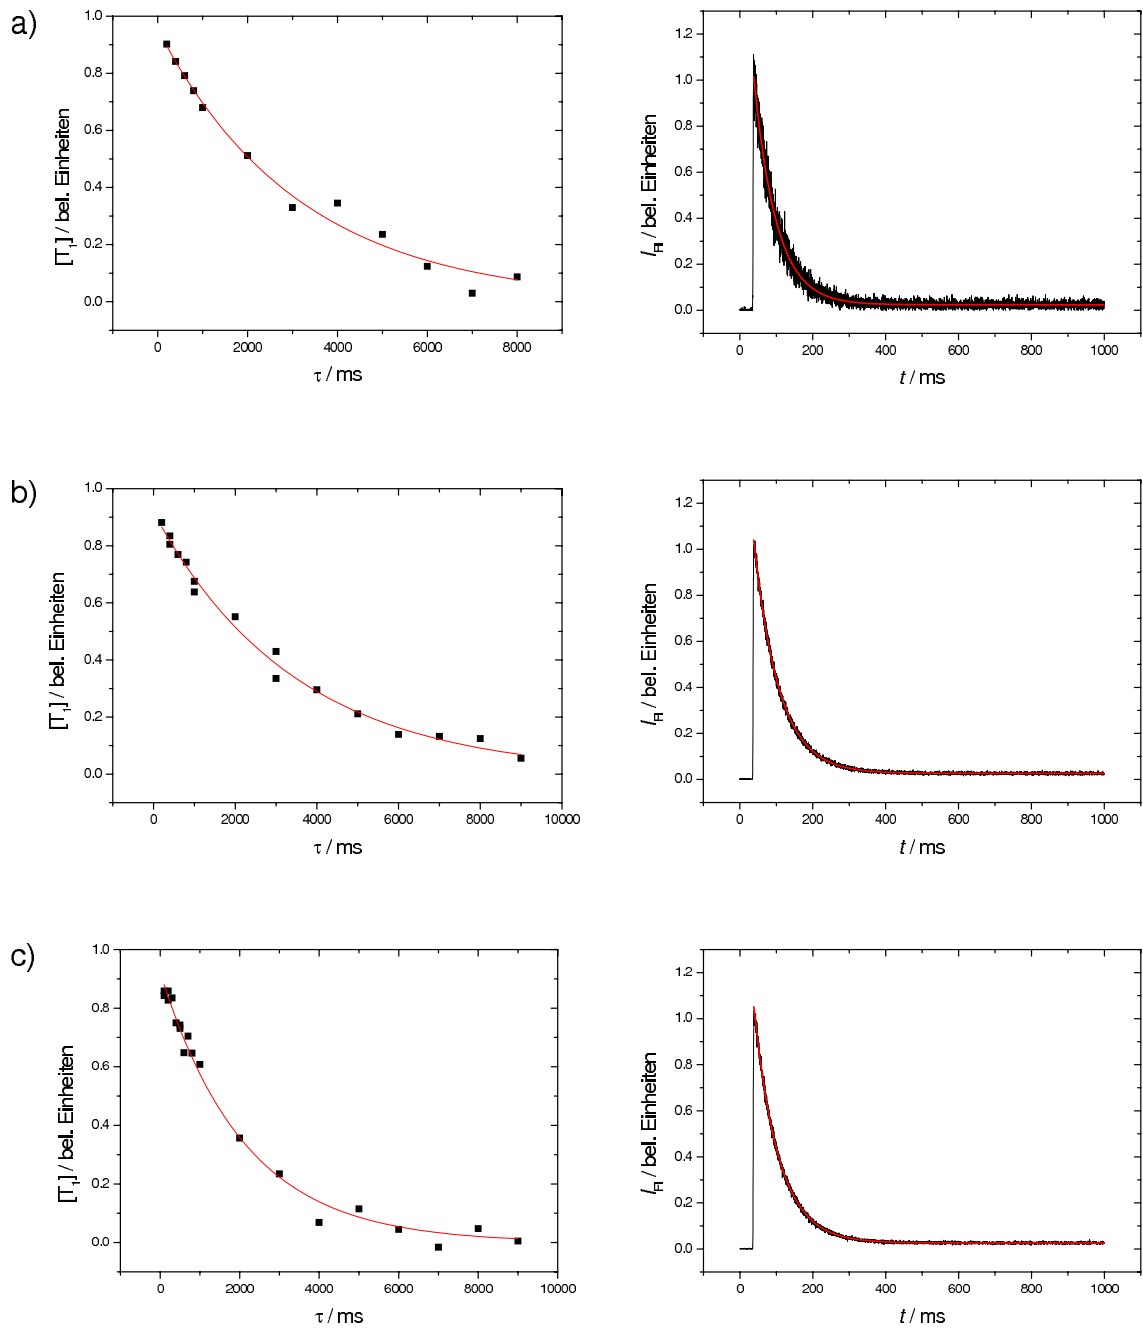 a)
1.0
0.8
0.6
0.4
0.2
0.0
[T₁] / bel. Einheiten
0 2000 4000 6000 8000
τ / ms
1.2
1.0
0.8
0.6
0.4
0.2
0.0
I_Fl / bel. Einheiten
0 200 400 600 800 1000
t / ms
b)
1.0
0.8
0.6
0.4
0.2
0.0
[T₁] / bel. Einheiten
0 2000 4000 6000 8000 10000
τ / ms
1.2
1.0
0.8
0.6
0.4
0.2
0.0
I_Fl / bel. Einheiten
0 200 400 600 800 1000
t / ms
c)
1.0
0.8
0.6
0.4
0.2
0.0
[T₁] / bel. Einheiten
0 2000 4000 6000 8000 10000
τ / ms
1.2
1.0
0.8
0.6
0.4
0.2
0.0
I_Fl / bel. Einheiten
0 200 400 600 800 1000
t / ms